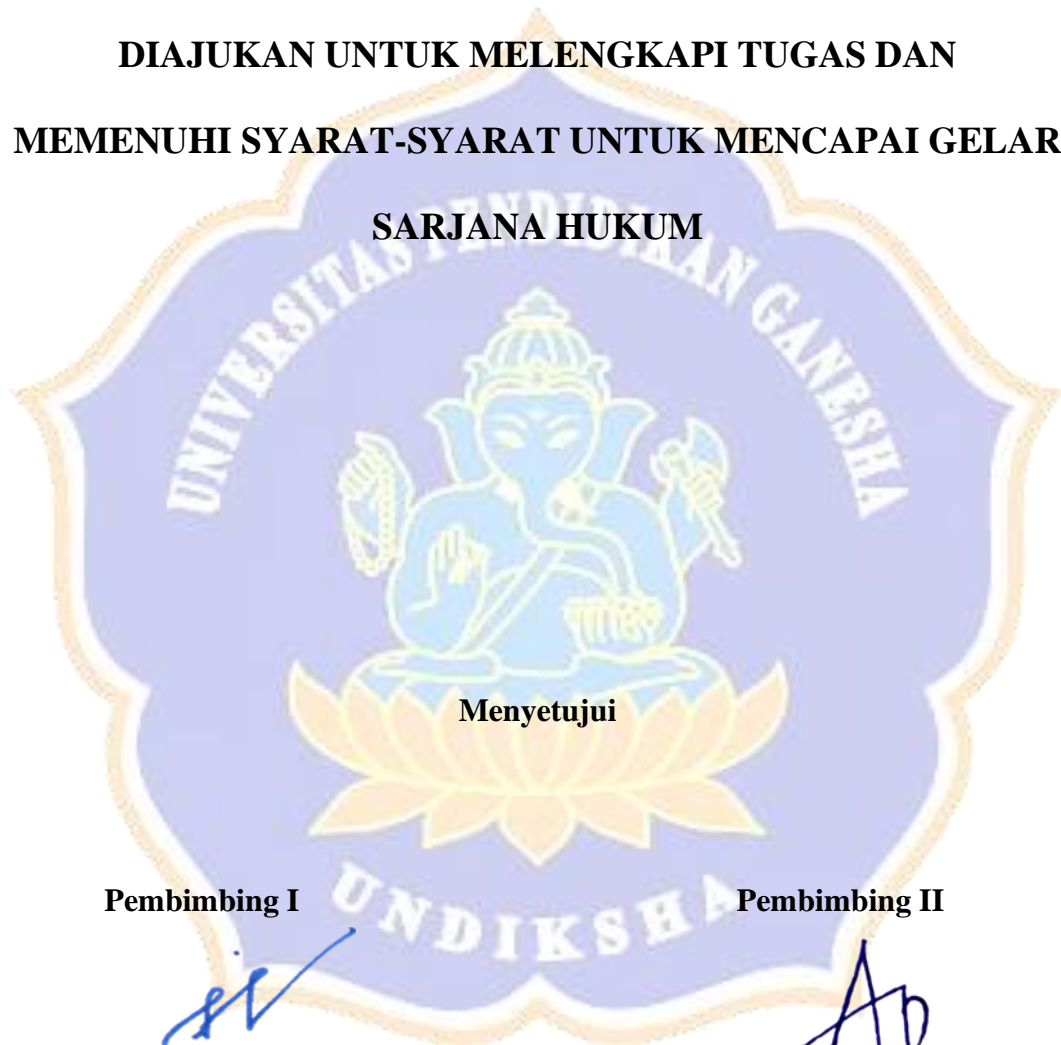 DIAJUKAN UNTUK MELENGKAPI TUGAS DAN
MEMENUHI SYARAT-SYARAT UNTUK MENCAPAI GELAR
SARJANA HUKUM
UNIVERSITAS PENDIDIKAN GANESHA
Menyetujui
UNDIKSHA
Pembimbing I Pembimbing II